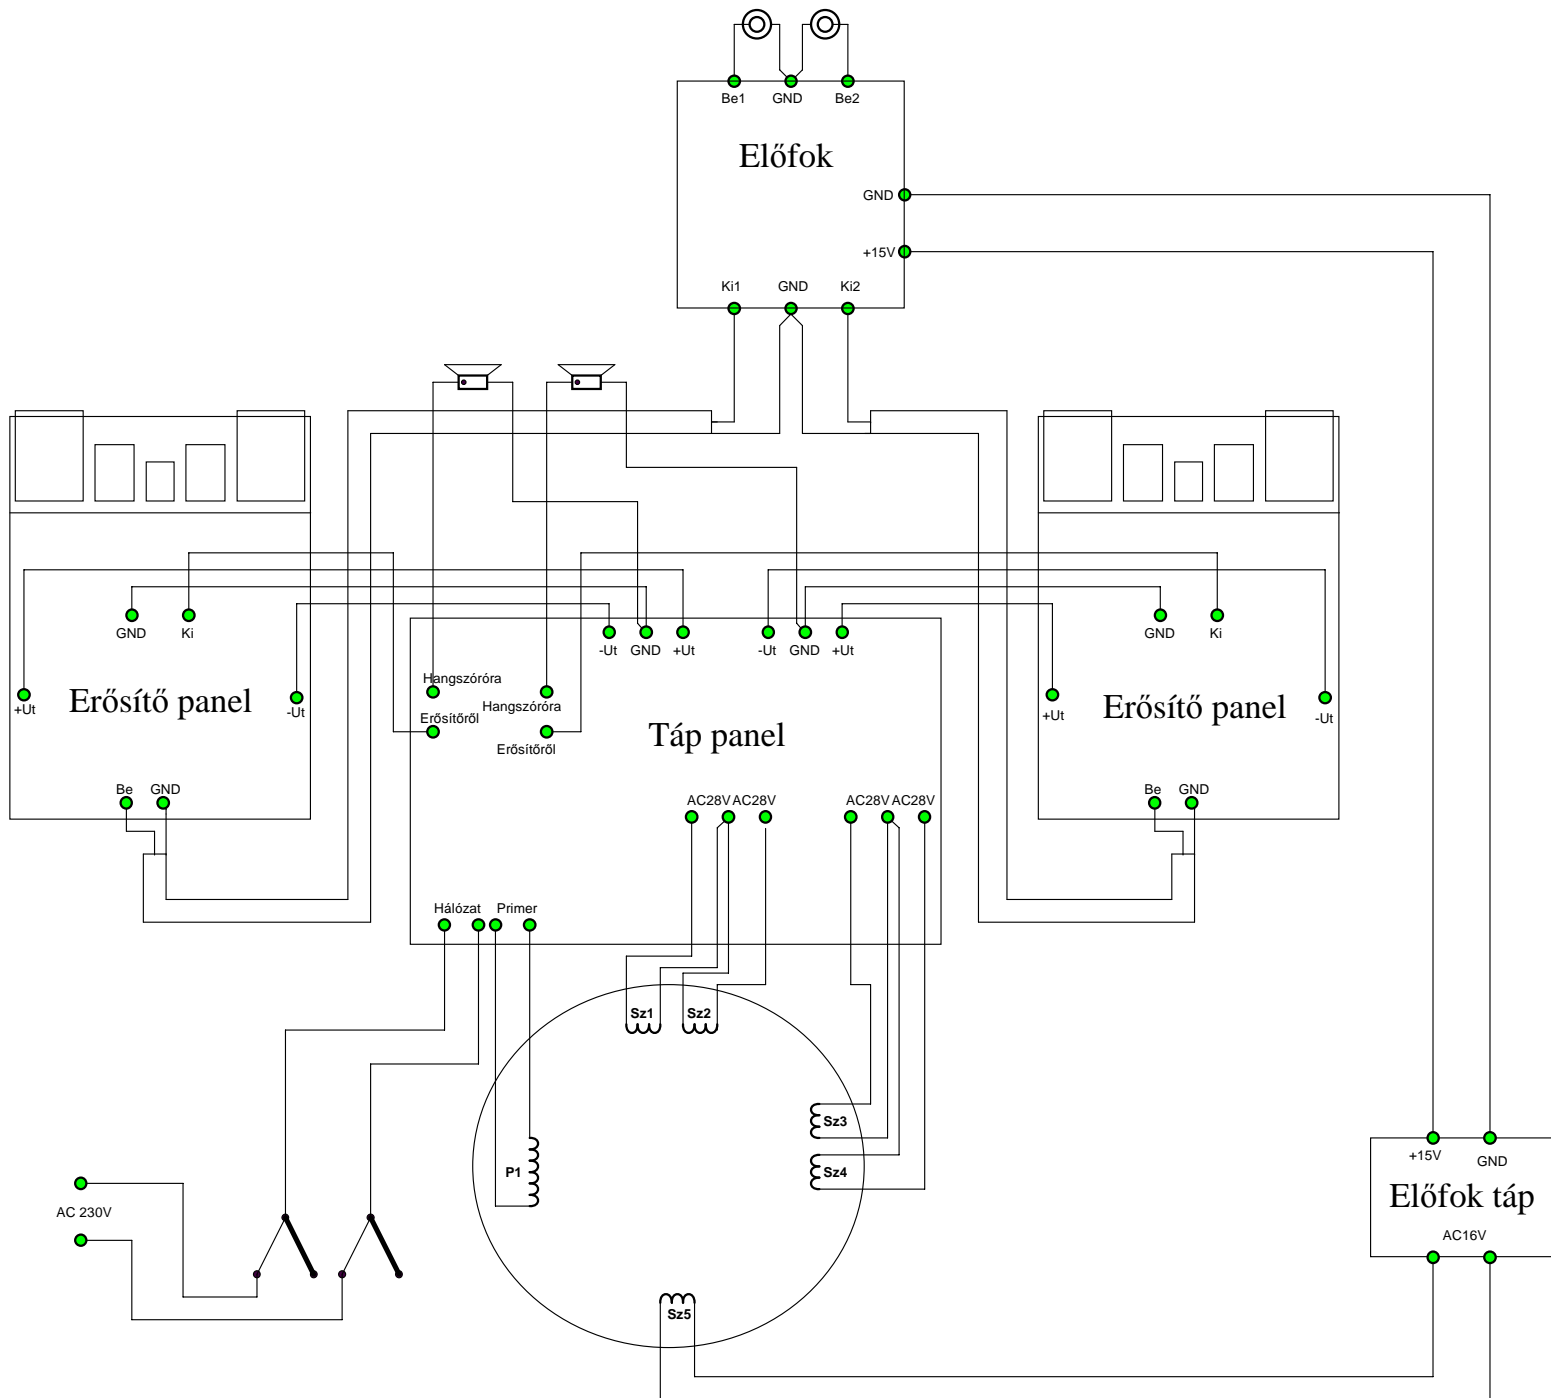 Be1 GND Be2
Előfok
GND
+15V
Ki1 GND Ki2
GND Ki
-Ut GND +Ut
-Ut GND +Ut
GND Ki
Hangszóróra
Hangszóróra
Erősítőről
Erősítőről
+Ut
Erősítő panel
-Ut
Táp panel
+Ut
Erősítő panel
-Ut
Be GND
AC28V AC28V
AC28V AC28V
Be GND
Hálózat Primer
Sz1 Sz2
Sz3
P1
Sz4
+15V GND
Előfok táp
AC16V
AC 230V
Sz5